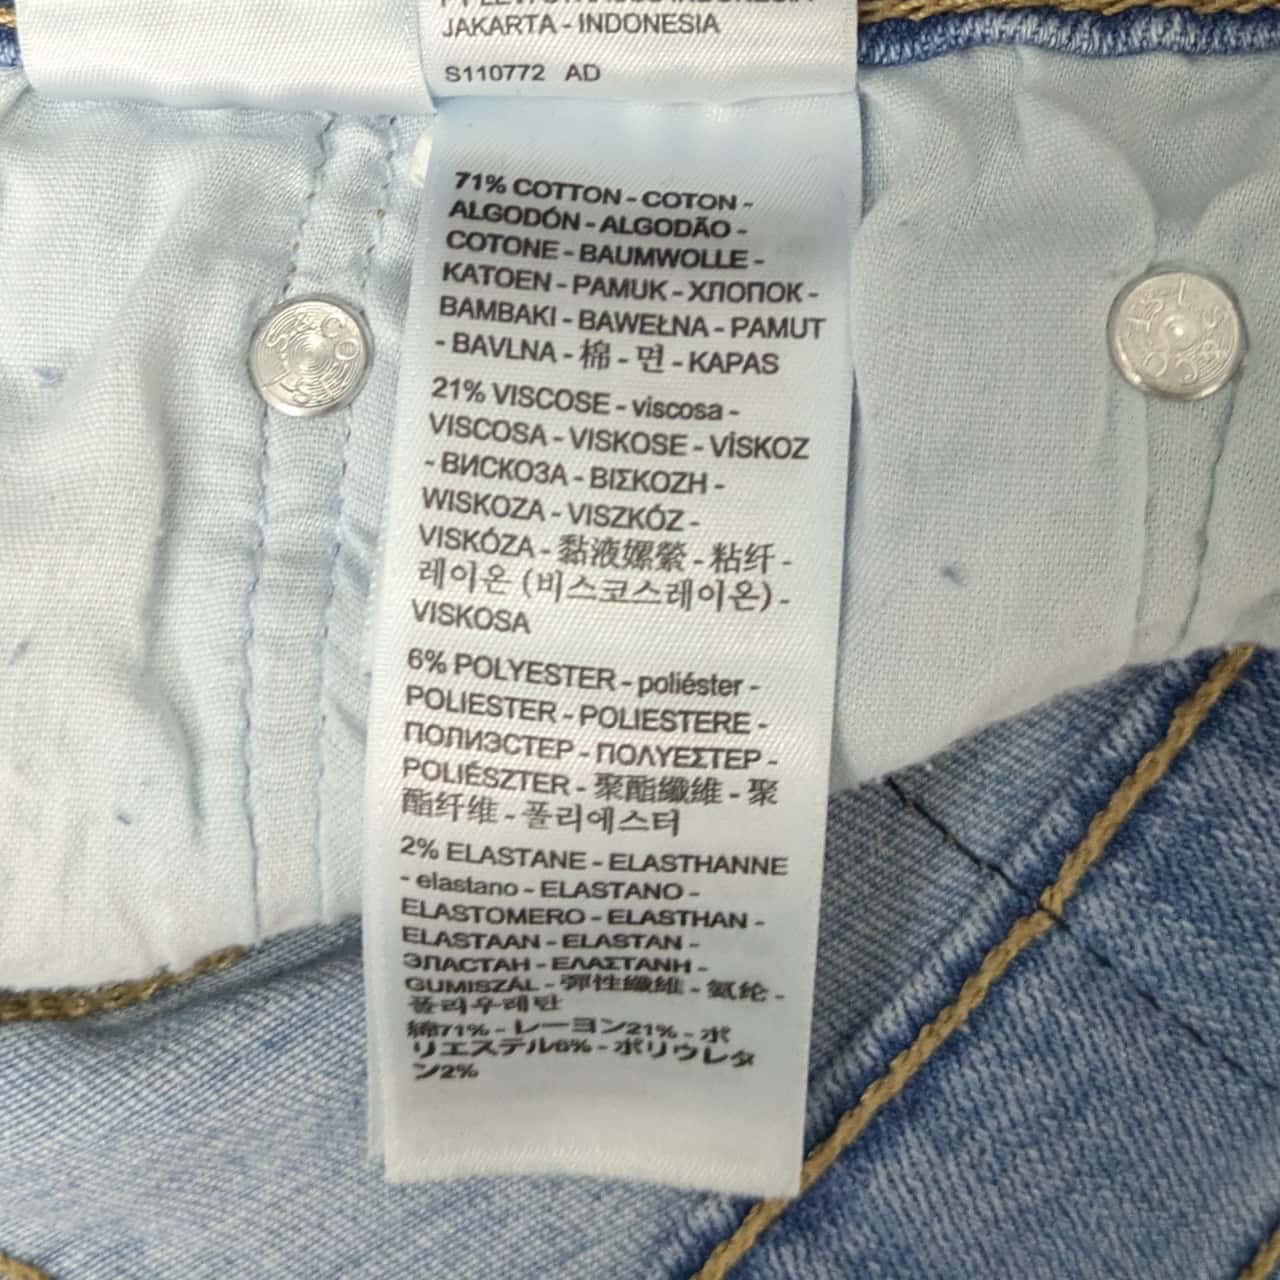 JAKARTA - INDONESIA
S110772 AD
71% COTTON - COTON -
ALGODÓN - ALGODÃO -
COTONE - BAUMWOLLE -
KATOEN - PAMUK - ХЛОПОК -
BAMBAKI - BAWEŁNA - PAMUT
- BAVLNA - 棉 - 면 - KAPAS
21% VISCOSE - viscosa -
VISCOSA - VISKOSE - VİSKOZ
- ВИСКОЗА - ΒΙΣΚΟΖΗ -
WISKOZA - VISZKÓZ -
VISKÓZA - 黏液嫘縈 - 粘纤 -
레이온 (비스코스레이온) -
VISKOSA
6% POLYESTER - poliéster -
POLIESTER - POLIESTERE -
ПОЛИЭСТЕР - ΠΟΛΥΕΣΤΕΡ -
POLIÉSZTER - 聚酯纖維 - 聚
酯纤维 - 폴리에스터
2% ELASTANE - ELASTHANNE
- elastano - ELASTANO -
ELASTOMERO - ELASTHAN -
ELASTAAN - ELASTAN -
ЭЛАСТАН - ΕΛΑΣΤΑΝΗ -
GUMISZÁL - 彈性纖維 - 氨纶 -
폴리우레탄
綿71% - レーヨン21% - ポ
リエステル6% - ポリウレタ
ン2%